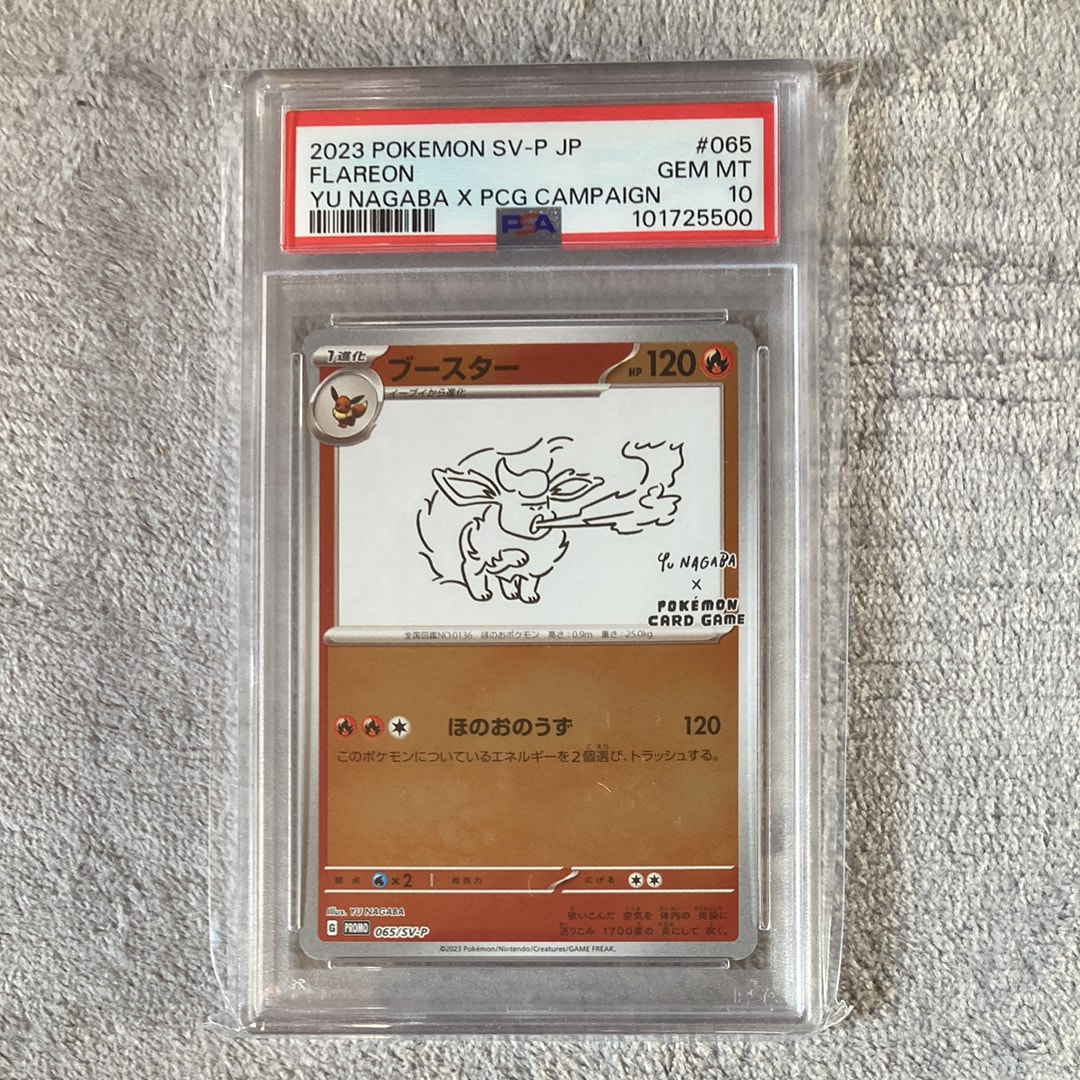 2023 POKEMON SV-P JP #065
FLAREON GEM MT
YU NAGABA X PCG CAMPAIGN 10
PSA 101725500
1進化 ブースター HP 120
イーブイから進化
Yu NAGABA
×
POKÉMON
CARD GAME
全国図鑑NO.0136 ほのおポケモン 高さ:0.9m 重さ:25.0kg
ほのおのうず 120
このポケモンについているエネルギーを2個選び、トラッシュする。
弱点 ×2 抵抗力 にげる
illus. YU NAGABA
吸いこんだ 空気を 体内の 炎袋に
送りこみ 1700度の 炎にして 吹く。
G PROMO 065/SV-P
©2023 Pokémon/Nintendo/Creatures/GAME FREAK.
PSA